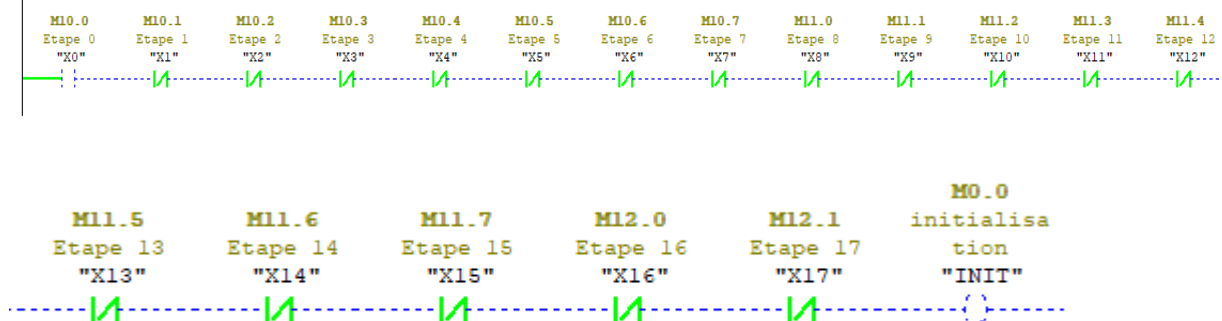 M10.0 M10.1 M10.2 M10.3 M10.4 M10.5 M10.6 M10.7 M11.0 M11.1 M11.2 M11.3 M11.4
Etape 0 Etape 1 Etape 2 Etape 3 Etape 4 Etape 5 Etape 6 Etape 7 Etape 8 Etape 9 Etape 10 Etape 11 Etape 12
"X0" "X1" "X2" "X3" "X4" "X5" "X6" "X7" "X8" "X9" "X10" "X11" "X12"
M0.0
M11.5 M11.6 M11.7 M12.0 M12.1 initialisa
Etape 13 Etape 14 Etape 15 Etape 16 Etape 17 tion
"X13" "X14" "X15" "X16" "X17" "INIT"